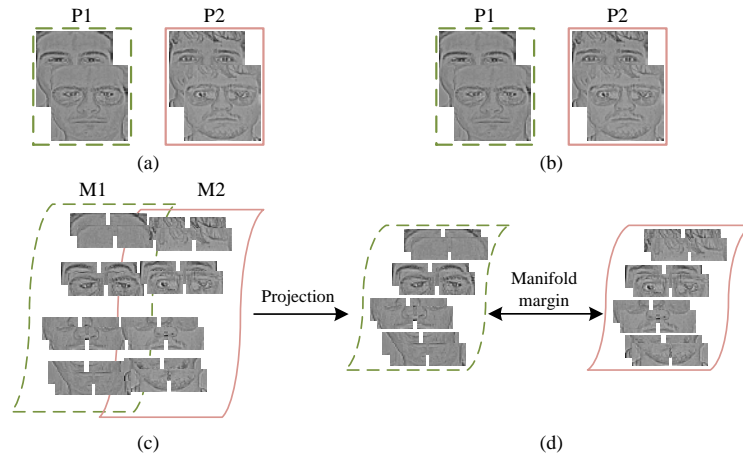 P1 P2 P1 P2
(a) (b)
M1 M2
Projection
Manifold
margin
(c) (d)